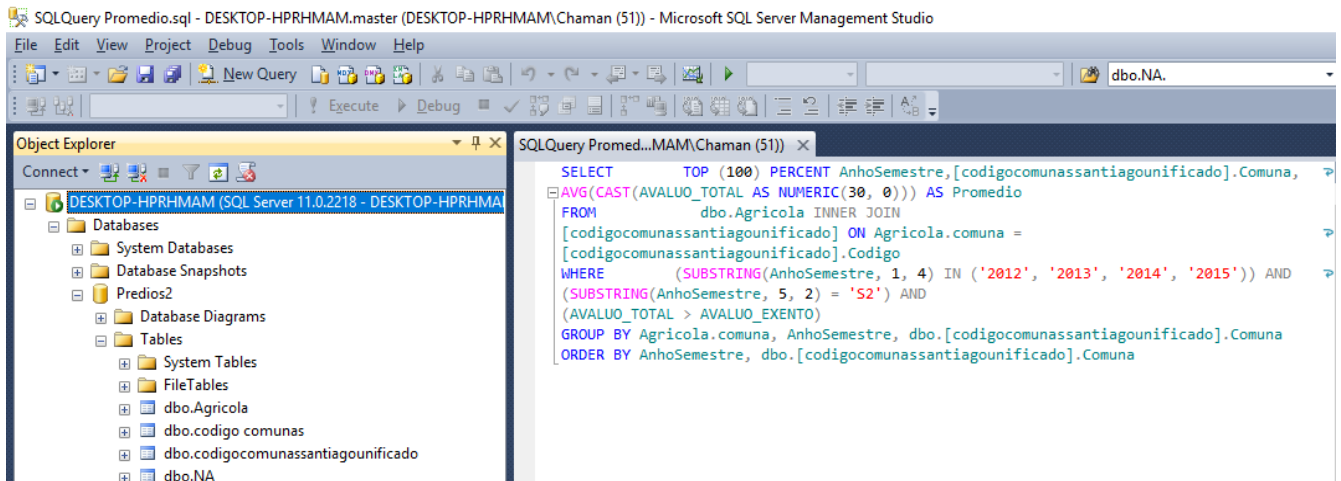 SQLQuery Promedio.sql - DESKTOP-HPRHMAM.master (DESKTOP-HPRHMAM\Chaman (51)) - Microsoft SQL Server Management Studio
File Edit View Project Debug Tools Window Help
New Query
dbo.NA.
Execute Debug
Object Explorer
Connect
DESKTOP-HPRHMAM (SQL Server 11.0.2218 - DESKTOP-HPRHMA
Databases
System Databases
Database Snapshots
Predios2
Database Diagrams
Tables
System Tables
FileTables
dbo.Agricola
dbo.codigo comunas
dbo.codigocomunassantiagounificado
dbo.NA
SQLQuery Promed...MAM\Chaman (51))
SELECT TOP (100) PERCENT AnhoSemestre,[codigocomunassantiagounificado].Comuna,
AVG(CAST(AVALUO_TOTAL AS NUMERIC(30, 0))) AS Promedio
FROM dbo.Agricola INNER JOIN
[codigocomunassantiagounificado] ON Agricola.comuna =
[codigocomunassantiagounificado].Codigo
WHERE (SUBSTRING(AnhoSemestre, 1, 4) IN ('2012', '2013', '2014', '2015')) AND
(SUBSTRING(AnhoSemestre, 5, 2) = 'S2') AND
(AVALUO_TOTAL > AVALUO_EXENTO)
GROUP BY Agricola.comuna, AnhoSemestre, dbo.[codigocomunassantiagounificado].Comuna
ORDER BY AnhoSemestre, dbo.[codigocomunassantiagounificado].Comuna